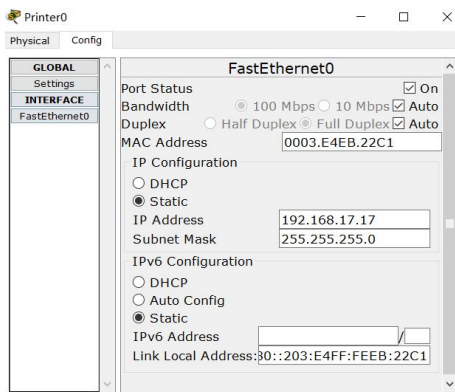 Printer0
Physical Config
GLOBAL
Settings
INTERFACE
FastEthernet0
FastEthernet0
Port Status On
Bandwidth 100 Mbps 10 Mbps Auto
Duplex Half Duplex Full Duplex Auto
MAC Address 0003.E4EB.22C1
IP Configuration
DHCP
Static
IP Address 192.168.17.17
Subnet Mask 255.255.255.0
IPv6 Configuration
DHCP
Auto Config
Static
IPv6 Address /
Link Local Address: 80::203:E4FF:FEEB:22C1